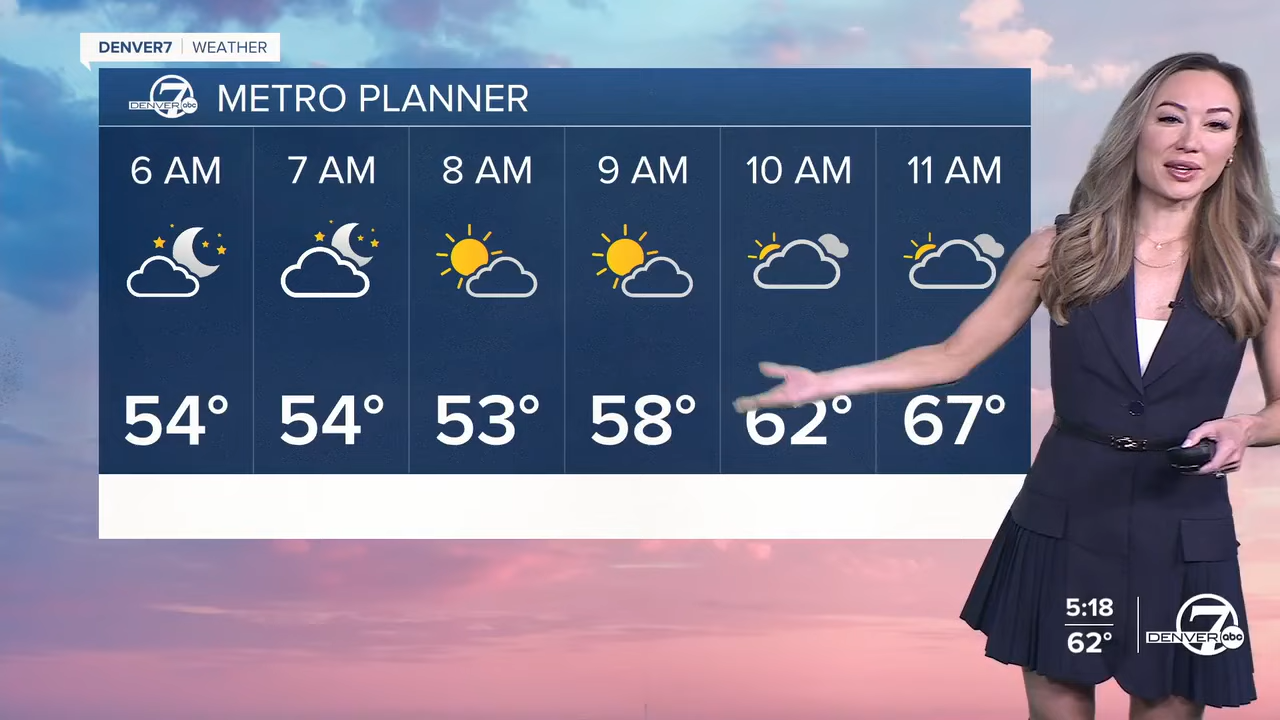 DENVER7 | WEATHER
7 DENVER abc METRO PLANNER
6 AM 7 AM 8 AM 9 AM 10 AM 11 AM
54° 54° 53° 58° 62° 67°
5:18
62°
7 DENVER abc